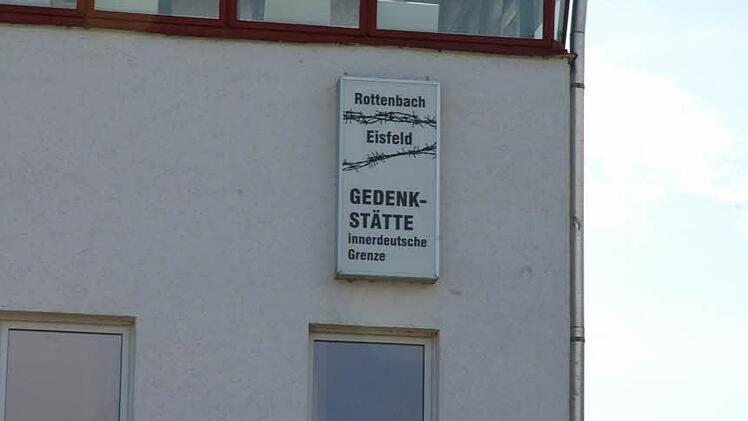 Rottenbach
Eisfeld
GEDENK-
STÄTTE
innerdeutsche
Grenze